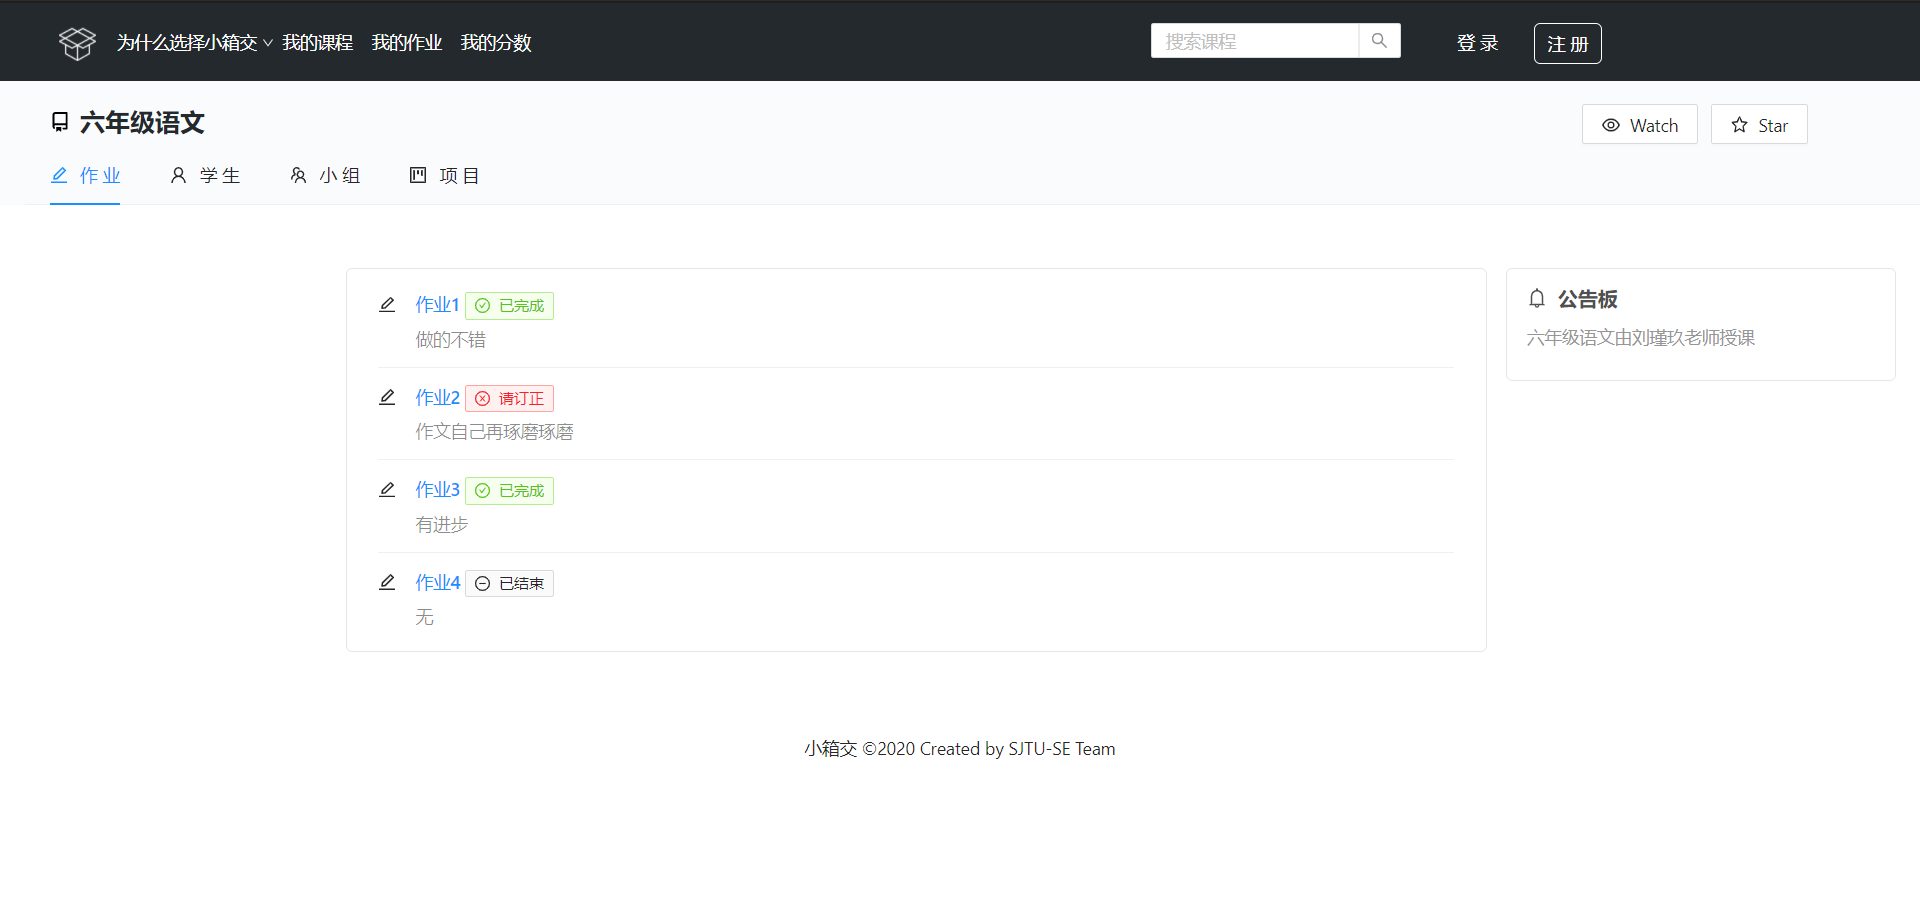 为什么选择小箱交 我的课程 我的作业 我的分数 搜索课程 登录 注册
六年级语文 Watch Star
作业 学生 小组 项目
作业1 已完成
做的不错
作业2 请订正
作文自己再琢磨琢磨
作业3 已完成
有进步
作业4 已结束
无
公告板
六年级语文由刘瑾玖老师授课
小箱交 ©2020 Created by SJTU-SE Team